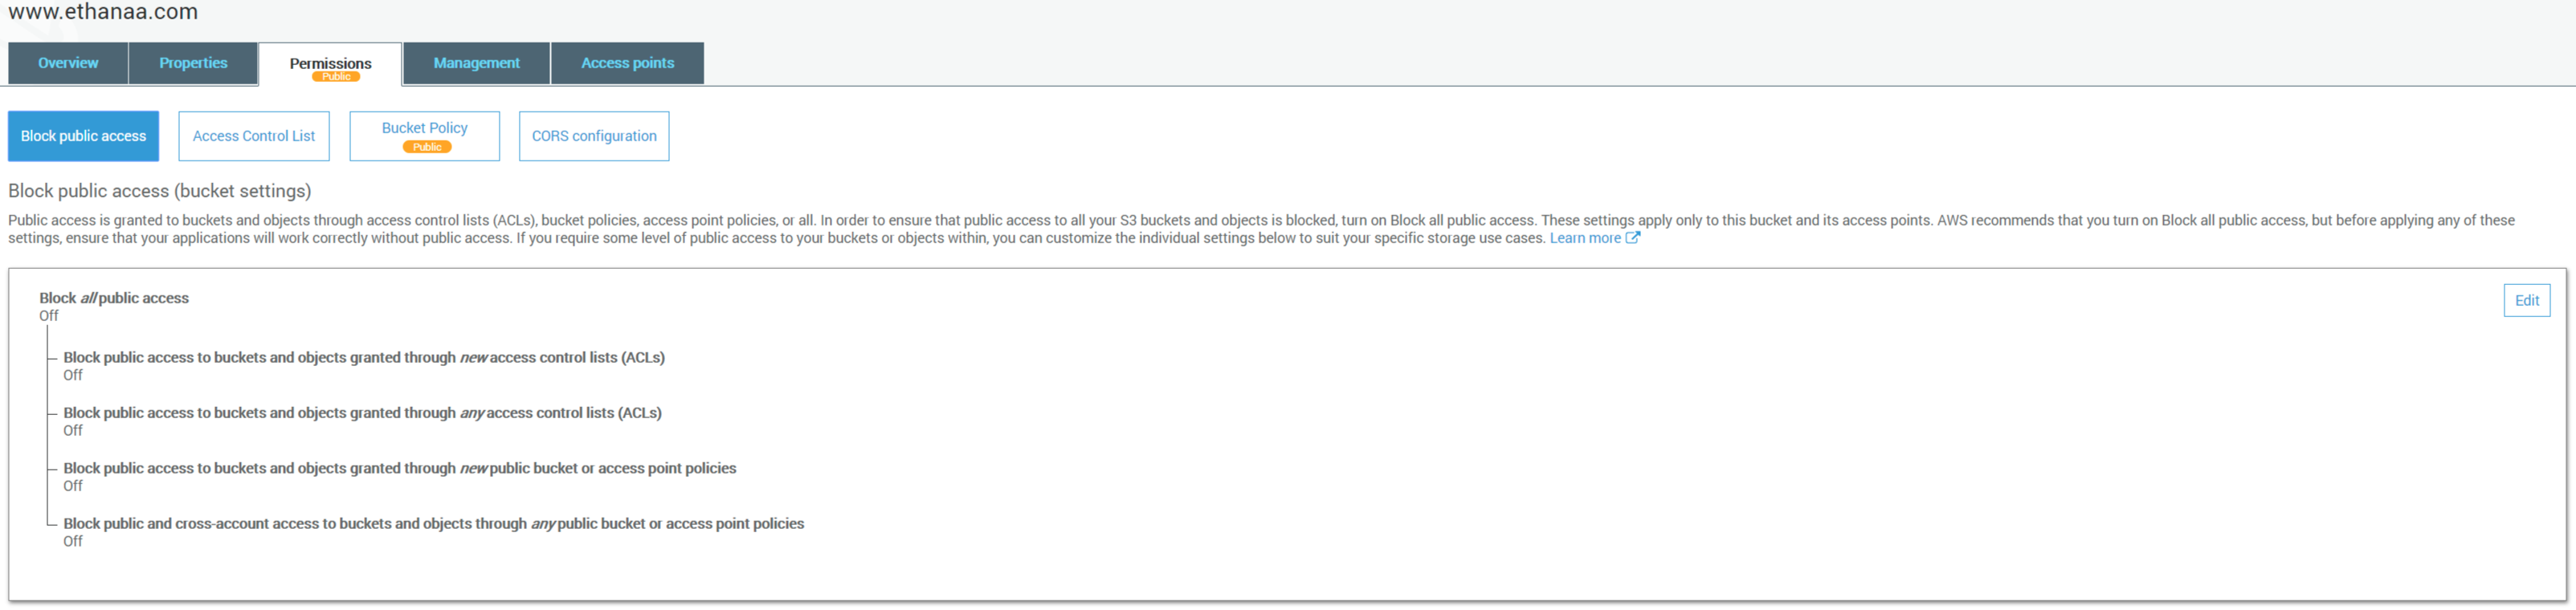 www.ethanaa.com
Overview
Properties
Permissions
Public
Management
Access points
Block public access
Access Control List
Bucket Policy
Public
CORS configuration
Block public access (bucket settings)
Public access is granted to buckets and objects through access control lists (ACLs), bucket policies, access point policies, or all. In order to ensure that public access to all your S3 buckets and objects is blocked, turn on Block all public access. These settings apply only to this bucket and its access points. AWS recommends that you turn on Block all public access, but before applying any of these
settings, ensure that your applications will work correctly without public access. If you require some level of public access to your buckets or objects within, you can customize the individual settings below to suit your specific storage use cases. Learn more
Block all public access
Edit
Off
Block public access to buckets and objects granted through new access control lists (ACLs)
Off
Block public access to buckets and objects granted through any access control lists (ACLs)
Off
Block public access to buckets and objects granted through new public bucket or access point policies
Off
Block public and cross-account access to buckets and objects through any public bucket or access point policies
Off